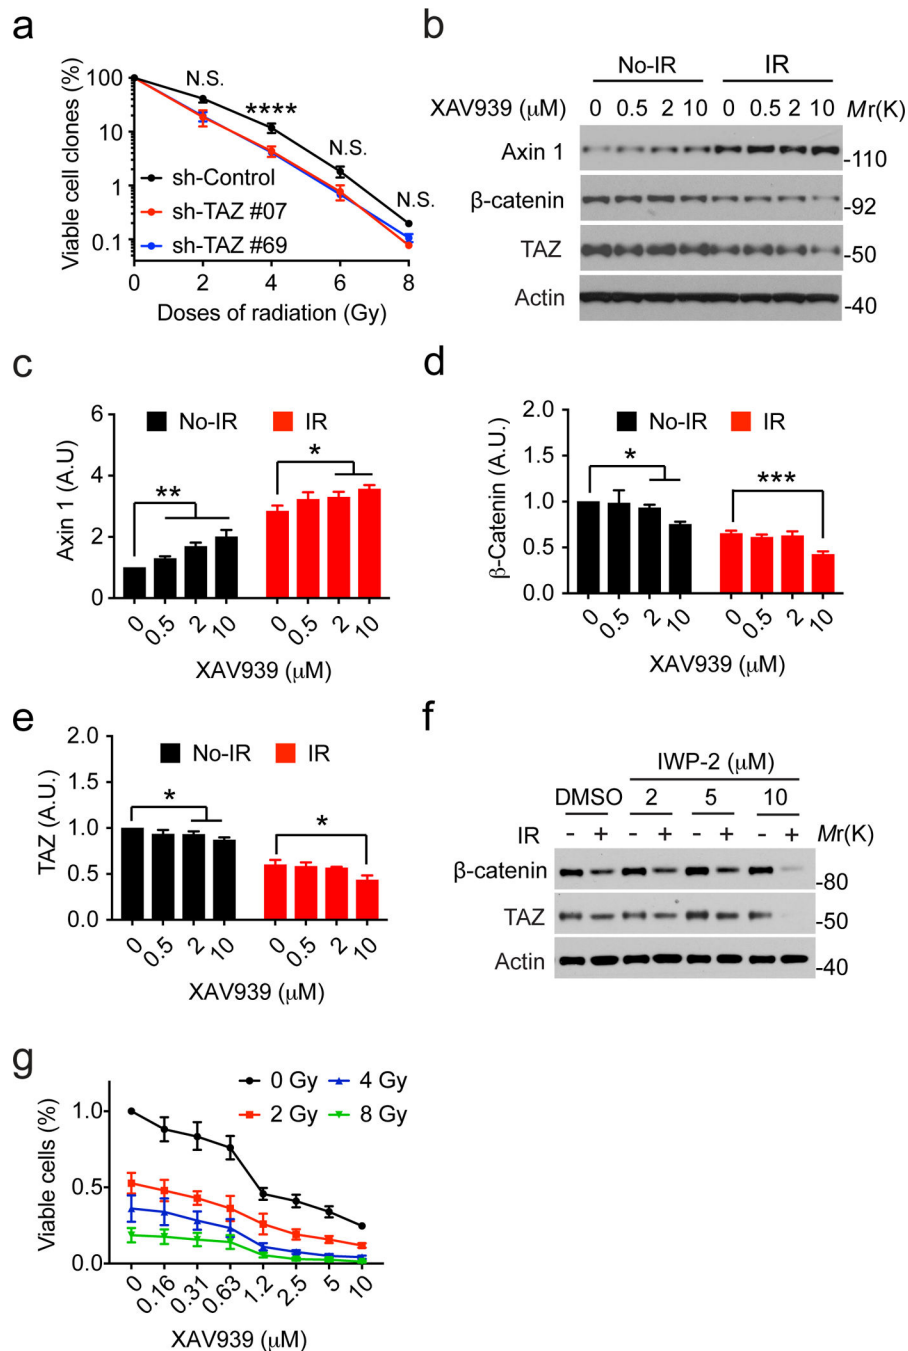 a
Viable cell clones (%)
100
10
1
0.1
N.S.
****
N.S.
N.S.
sh-Control
sh-TAZ #07
sh-TAZ #69
0 2 4 6 8
Doses of radiation (Gy)
b
No-IR IR
XAV939 (μM) 0 0.5 2 10 0 0.5 2 10 Mr(K)
Axin 1 -110
β-catenin -92
TAZ -50
Actin -40
c
Axin 1 (A.U)
6
4
2
0
No-IR IR
**
*
0 0.5 2 10 0 0.5 2 10
XAV939 (μM)
d
β-Catenin (A.U.)
2.0
1.5
1.0
0.5
0.0
No-IR IR
*
***
0 0.5 2 10 0 0.5 2 10
XAV939 (μM)
e
TAZ (A.U.)
2.0
1.5
1.0
0.5
0.0
No-IR IR
*
*
0 0.5 2 10 0 0.5 2 10
XAV939 (μM)
f
IWP-2 (μM)
DMSO 2 5 10
IR - + - + - + - + Mr(K)
β-catenin -80
TAZ -50
Actin -40
g
Viable cells (%)
1.0
0.5
0.0
0 Gy 4 Gy
2 Gy 8 Gy
0 0.16 0.31 0.63 1.2 2.5 5 10
XAV939 (μM)